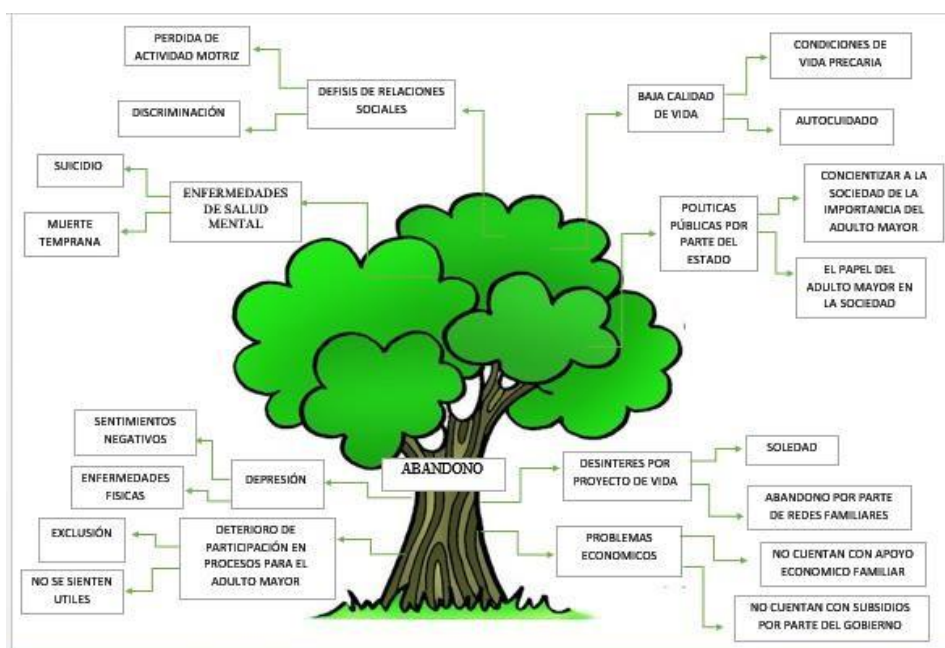 PERDIDA DE
ACTIVIDAD MOTRIZ
DISCRIMINACIÓN
DEFISIS DE RELACIONES
SOCIALES
SUICIDIO
MUERTE
TEMPRANA
ENFERMEDADES
DE SALUD
MENTAL
BAJA CALIDAD
DE VIDA
CONDICIONES DE
VIDA PRECARIA
AUTOCUIDADO
POLITICAS
PÚBLICAS POR
PARTE DEL
ESTADO
CONCIENTIZAR A LA
SOCIEDAD DE LA
IMPORTANCIA DEL
ADULTO MAYOR
EL PAPEL DEL
ADULTO MAYOR EN
LA SOCIEDAD
ABANDONO
SENTIMIENTOS
NEGATIVOS
ENFERMEDADES
FISICAS
DEPRESIÓN
EXCLUSIÓN
NO SE SIENTEN
UTILES
DETERIORO DE
PARTICIPACIÓN EN
PROCESOS PARA EL
ADULTO MAYOR
DESINTERES POR
PROYECTO DE VIDA
SOLEDAD
ABANDONO POR PARTE
DE REDES FAMILIARES
PROBLEMAS
ECONOMICOS
NO CUENTAN CON APOYO
ECONOMICO FAMILIAR
NO CUENTAN CON SUBSIDIOS
POR PARTE DEL GOBIERNO